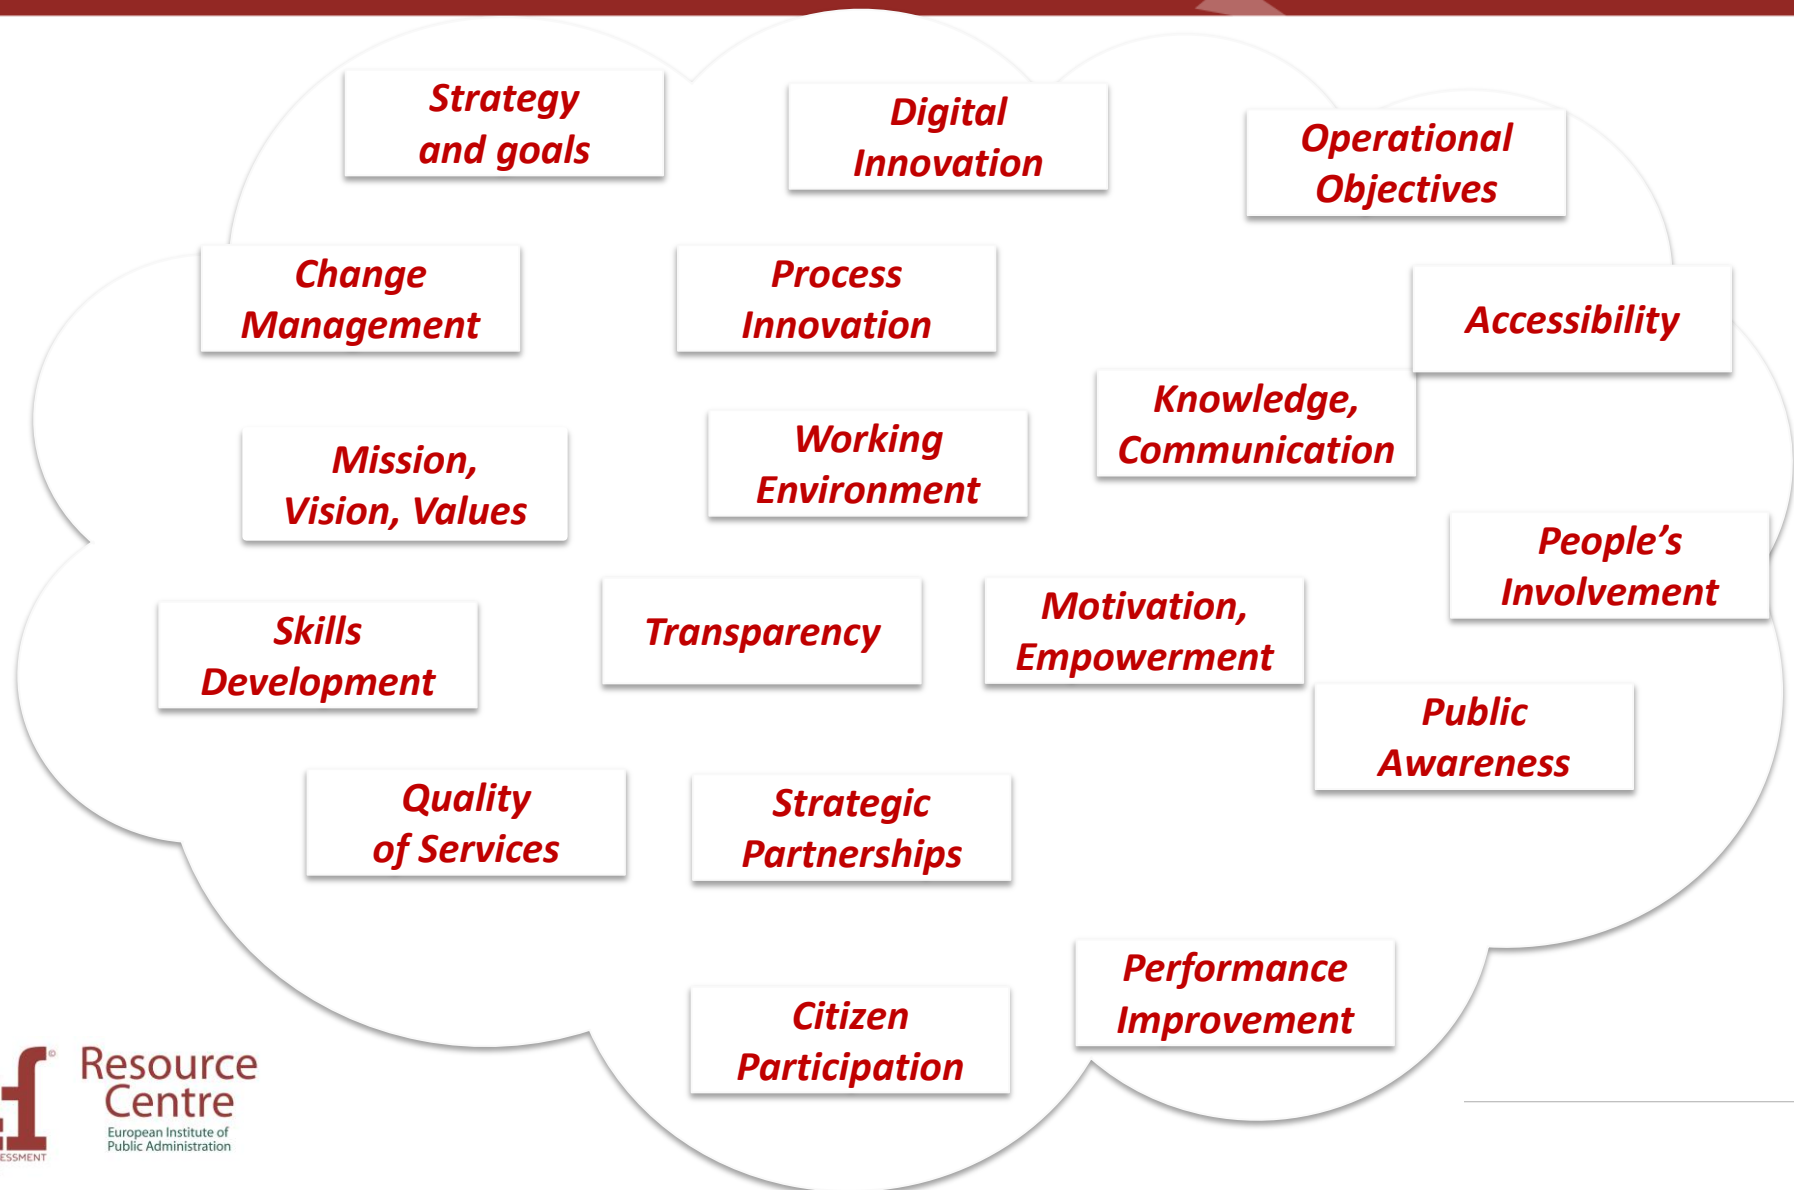 Strategy
and goals
Digital
Innovation
Operational
Objectives
Change
Management
Process
Innovation
Accessibility
Knowledge,
Communication
Mission,
Vision, Values
Working
Environment
People’s
Involvement
Skills
Development
Transparency
Motivation,
Empowerment
Public
Awareness
Quality
of Services
Strategic
Partnerships
Performance
Improvement
Citizen
Participation
f©
Resource
Centre
European Institute of
Public Administration
ESSMENT